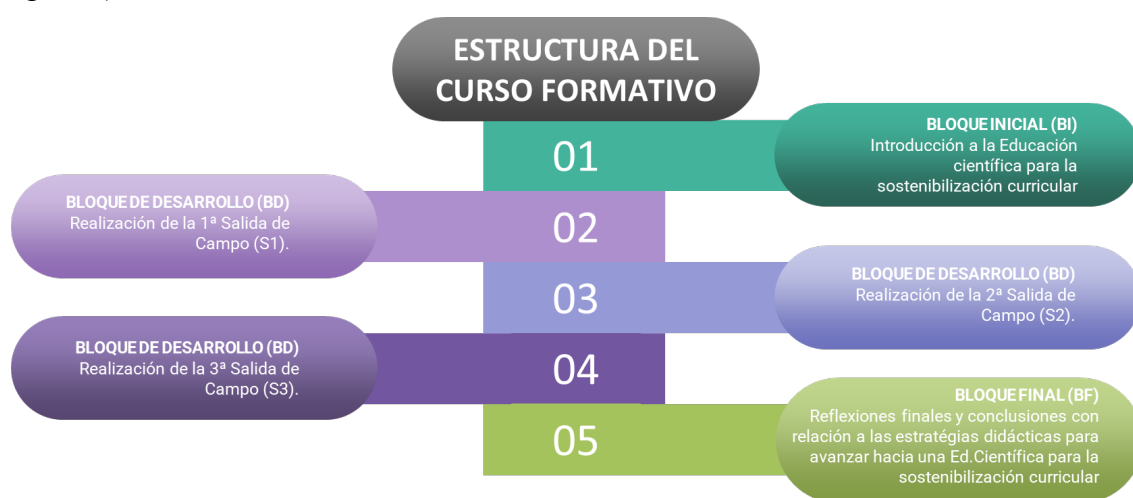 ESTRUCTURA DEL
CURSO FORMATIVO
01
BLOQUE INICIAL (BI)
Introducción a la Educación
científica para la
sostenibilización curricular
BLOQUE DE DESARROLLO (BD)
Realización de la 1ª Salida de
Campo (S1).
02
03
BLOQUE DE DESARROLLO (BD)
Realización de la 2ª Salida de
Campo (S2).
BLOQUE DE DESARROLLO (BD)
Realización de la 3ª Salida de
Campo (S3).
04
05
BLOQUE FINAL (BF)
Reflexiones finales y conclusiones con
relación a las estratégias didácticas para
avanzar hacia una Ed.Científica para la
sostenibilización curricular